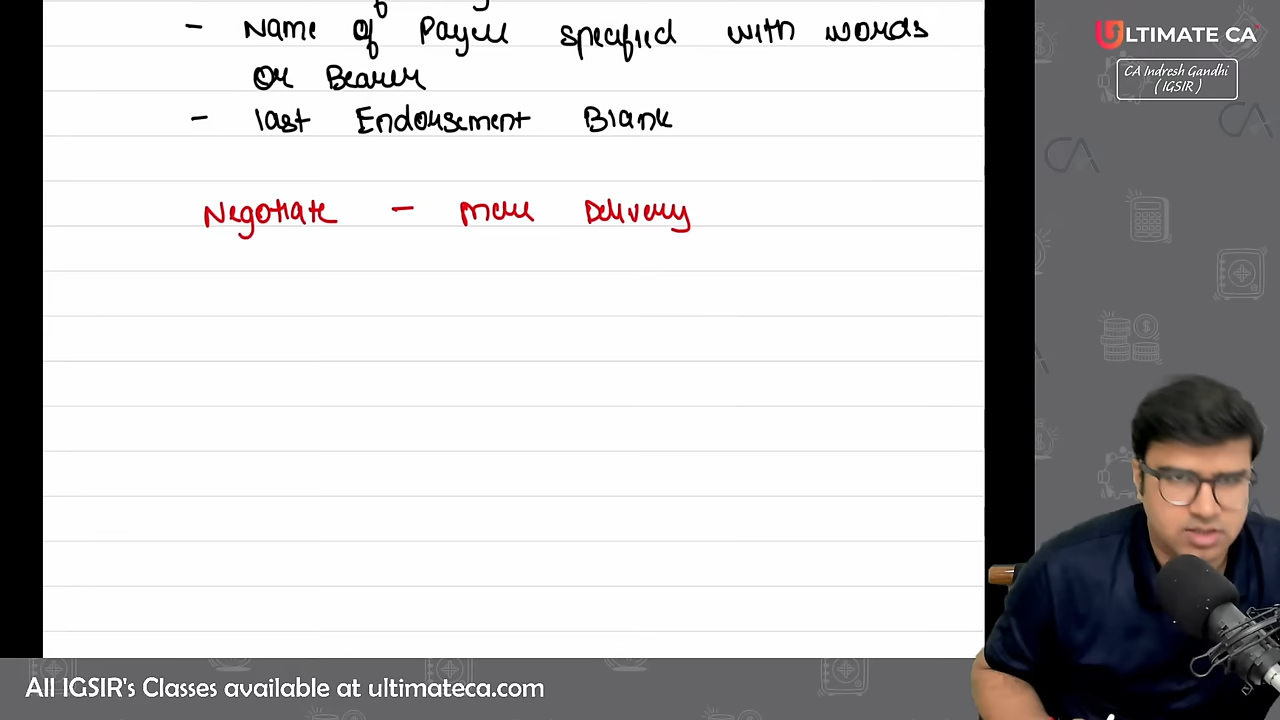 - Name of Payee specified with words
or Bearer
- last Endorsement Blank
Negotiate - mere Delivery
ULTIMATE CA
CA Indresh Gandhi
( IGSIR )
All IGSIR's Classes available at ultimateca.com